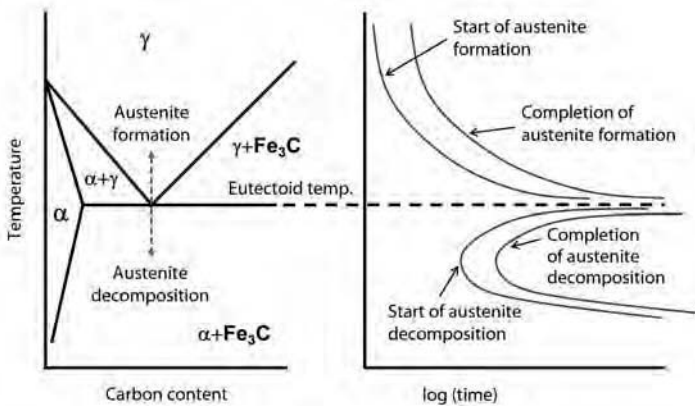 γ
Austenite
formation
γ+Fe₃C
α+γ
α
Eutectoid temp.
Austenite
decomposition
α+Fe₃C
Temperature
Carbon content
Start of austenite
formation
Completion of
austenite formation
Completion
of austenite
decomposition
Start of austenite
decomposition
log (time)